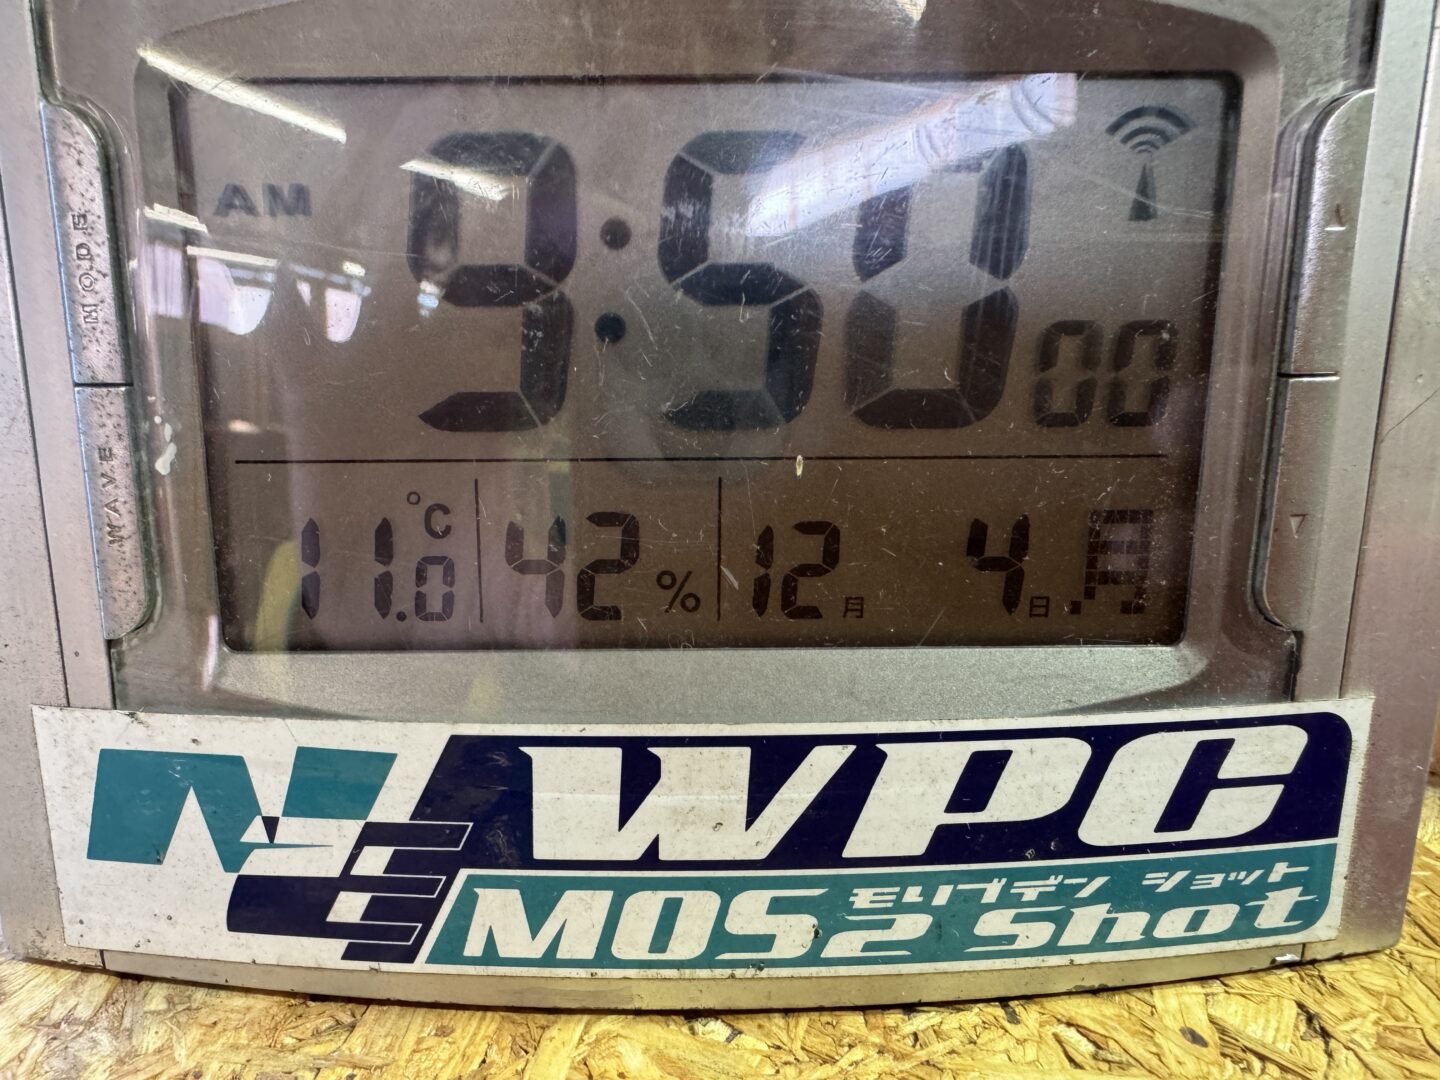 AM 9:50 00
MODE
WAVE
11.0 °C 42 % 12 月 4 日 月
NE WPC
モリブデン ショット
MOS2 Shot